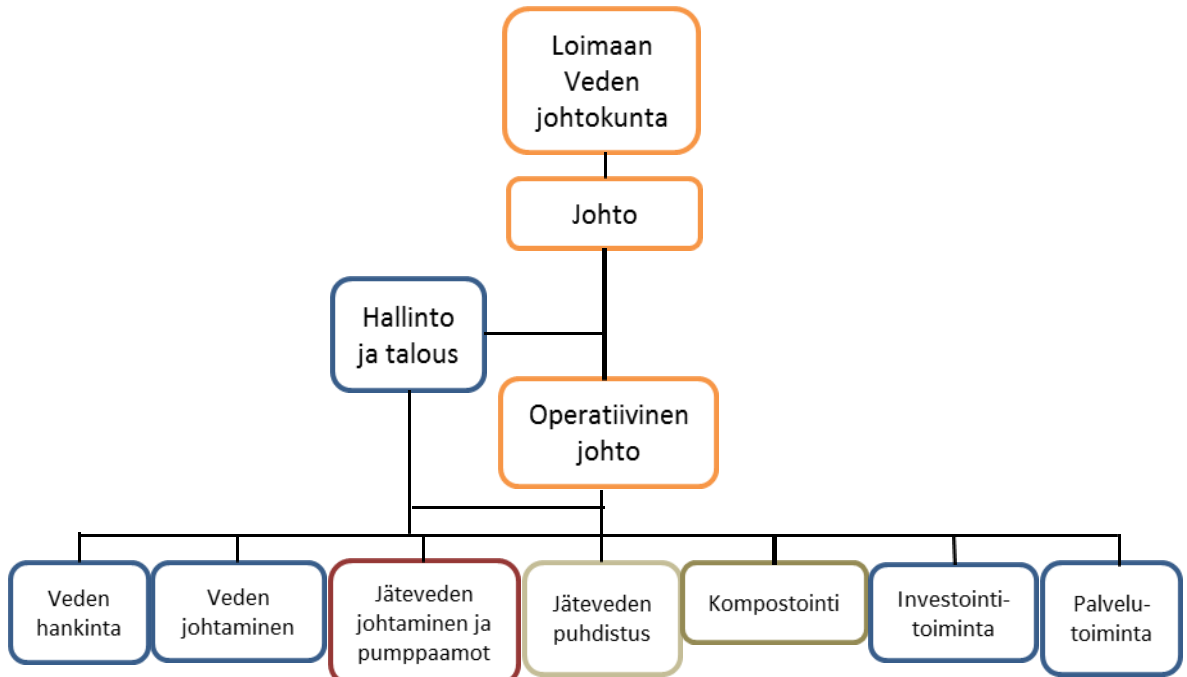 Loimaan
Veden
johtokunta
Johto
Hallinto
ja talous
Operatiivinen
johto
Veden
hankinta
Veden
johtaminen
Jäteveden
johtaminen ja
pumppaamot
Jäteveden
puhdistus
Kompostointi
Investointi-
toiminta
Palvelu-
toiminta